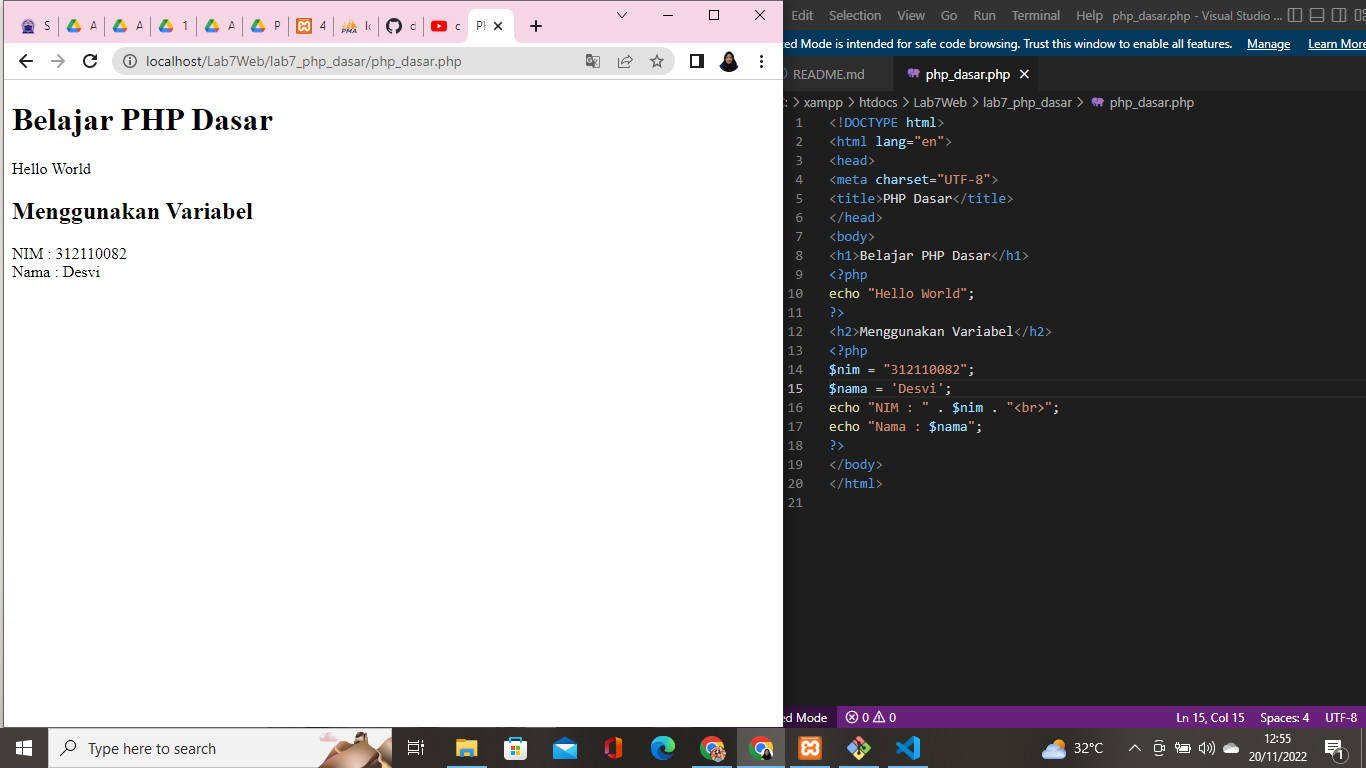 S
A
A
1
A
P
4
lo
d
c
Pl
localhost/Lab7Web/lab7_php_dasar/php_dasar.php
Belajar PHP Dasar
Hello World
Menggunakan Variabel
NIM : 312110082
Nama : Desvi
Edit Selection View Go Run Terminal Help php_dasar.php - Visual Studio ...
ed Mode is intended for safe code browsing. Trust this window to enable all features. Manage Learn More
README.md php_dasar.php
xampp > htdocs > Lab7Web > lab7_php_dasar > php_dasar.php
1 <!DOCTYPE html>
2 <html lang="en">
3 <head>
4 <meta charset="UTF-8">
5 <title>PHP Dasar</title>
6 </head>
7 <body>
8 <h1>Belajar PHP Dasar</h1>
9 <?php
10 echo "Hello World";
11 ?>
12 <h2>Menggunakan Variabel</h2>
13 <?php
14 $nim = "312110082";
15 $nama = 'Desvi';
16 echo "NIM : " . $nim . "<br>";
17 echo "Nama : $nama";
18 ?>
19 </body>
20 </html>
21
ed Mode 0 0 Ln 15, Col 15 Spaces: 4 UTF-8
Type here to search
32°C
12:55
20/11/2022
1